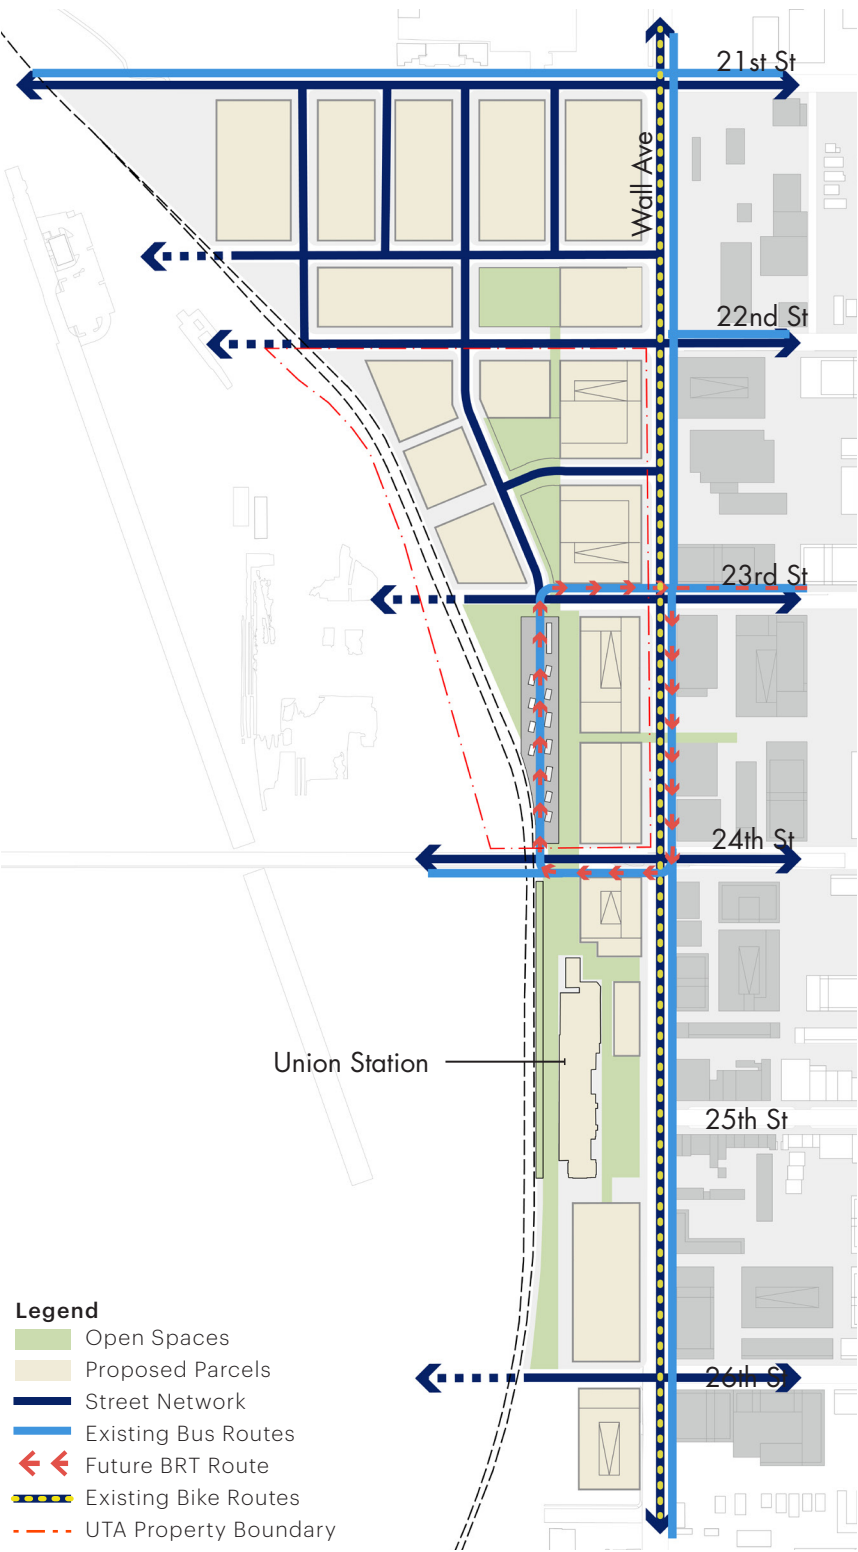 21st St
Wall Ave
22nd St
23rd St
24th St
Union Station
25th St
26th St
Legend
Open Spaces
Proposed Parcels
Street Network
Existing Bus Routes
Future BRT Route
Existing Bike Routes
UTA Property Boundary